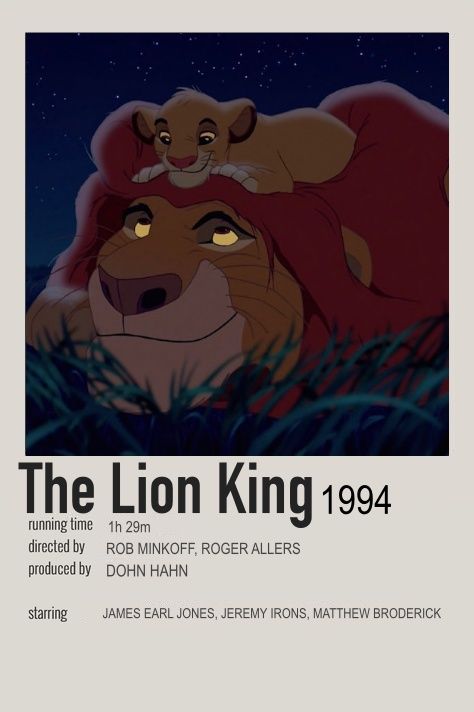 The Lion King 1994
running time 1h 29m
directed by ROB MINKOFF, ROGER ALLERS
produced by DOHN HAHN
starring JAMES EARL JONES, JEREMY IRONS, MATTHEW BRODERICK